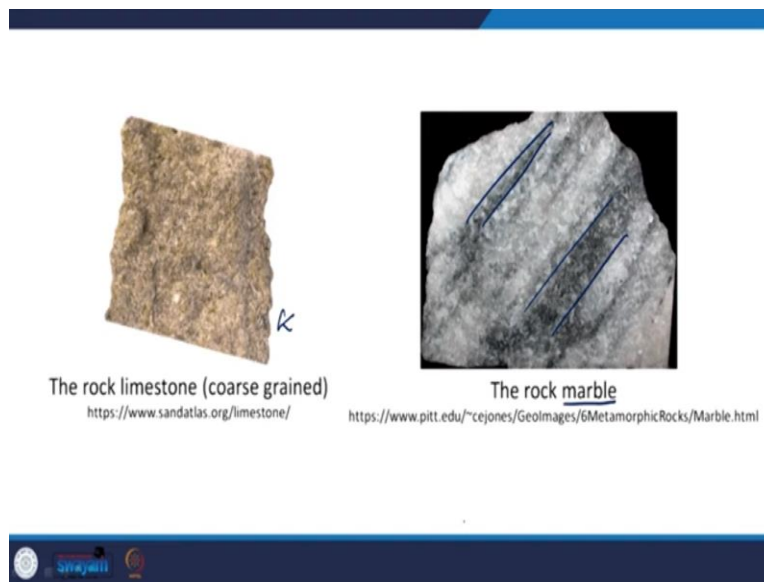 The rock limestone (coarse grained)
https://www.sandatlas.org/limestone/
The rock marble
https://www.pitt.edu/~cejones/GeoImages/6MetamorphicRocks/Marble.html
swayam